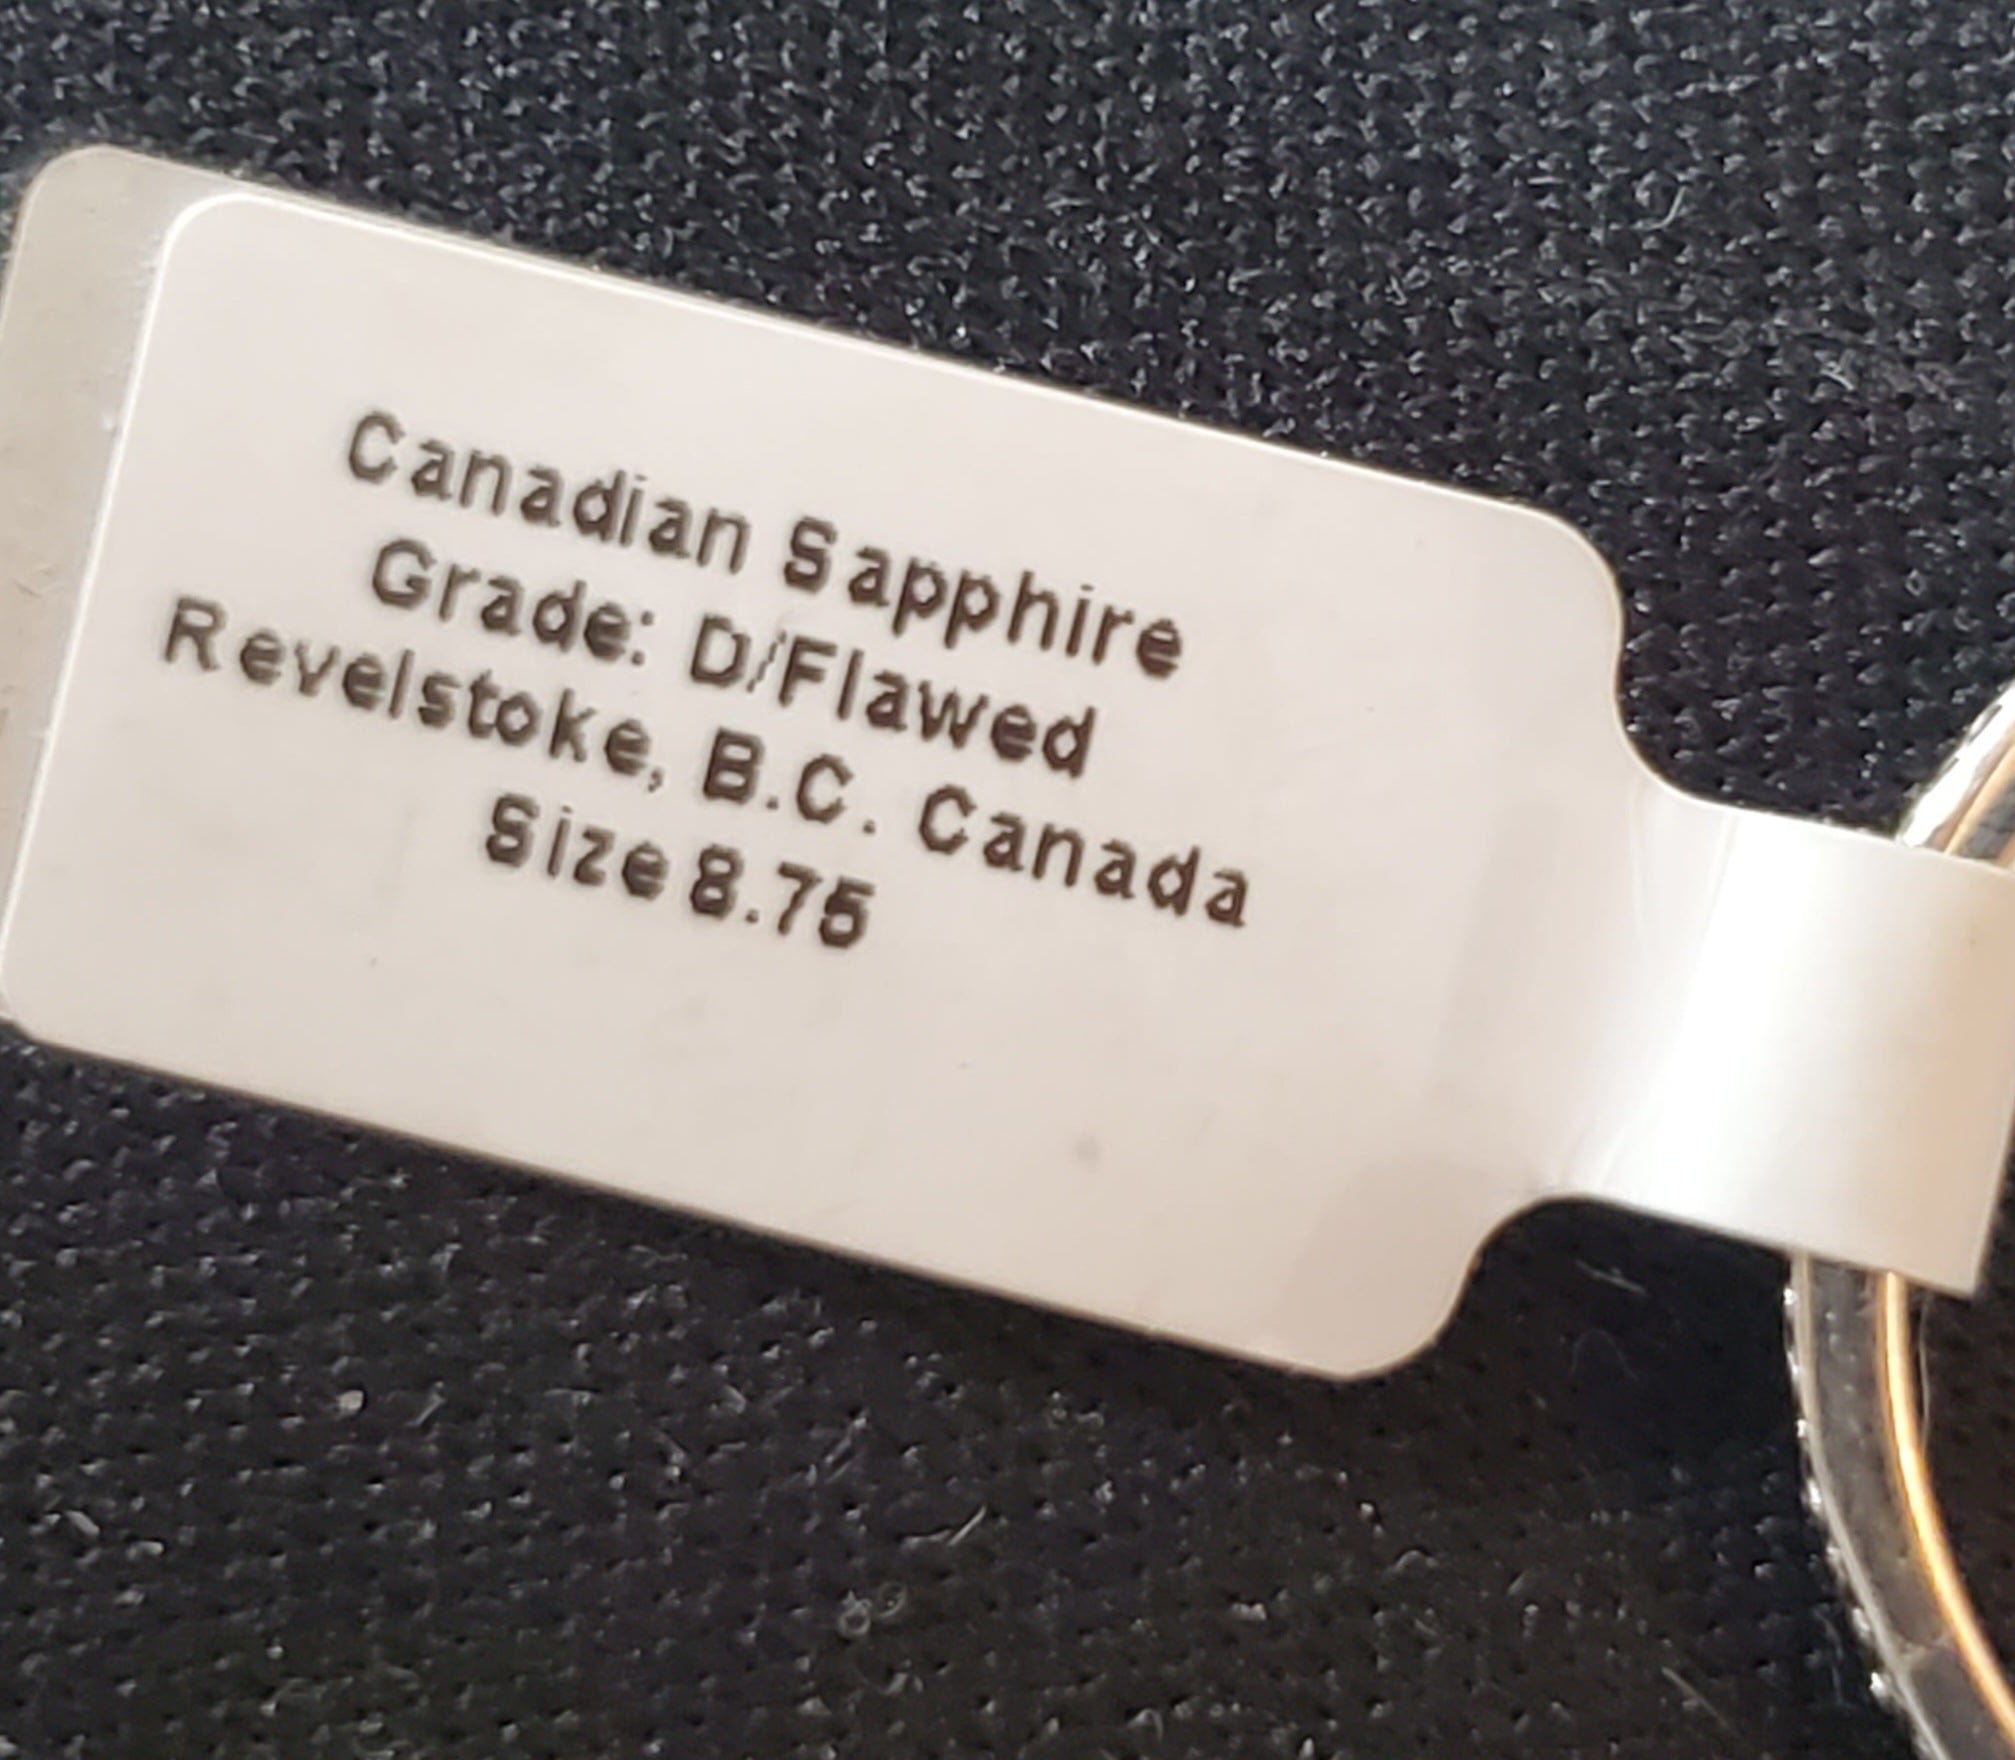 Canadian Sapphire
Grade: D/Flawed
Revelstoke, B.C. Canada
Size 8.75